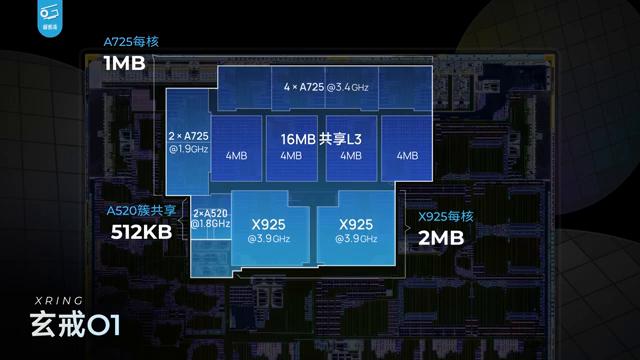 极客湾
A725每核
1MB
4×A725 @3.4GHz
2×A725
@1.9GHz
16MB 共享L3
4MB
4MB
4MB
4MB
A520簇共享
512KB
2×A520
@1.8GHz
X925
@3.9GHz
X925
@3.9GHz
X925每核
2MB
XRING
玄戒O1